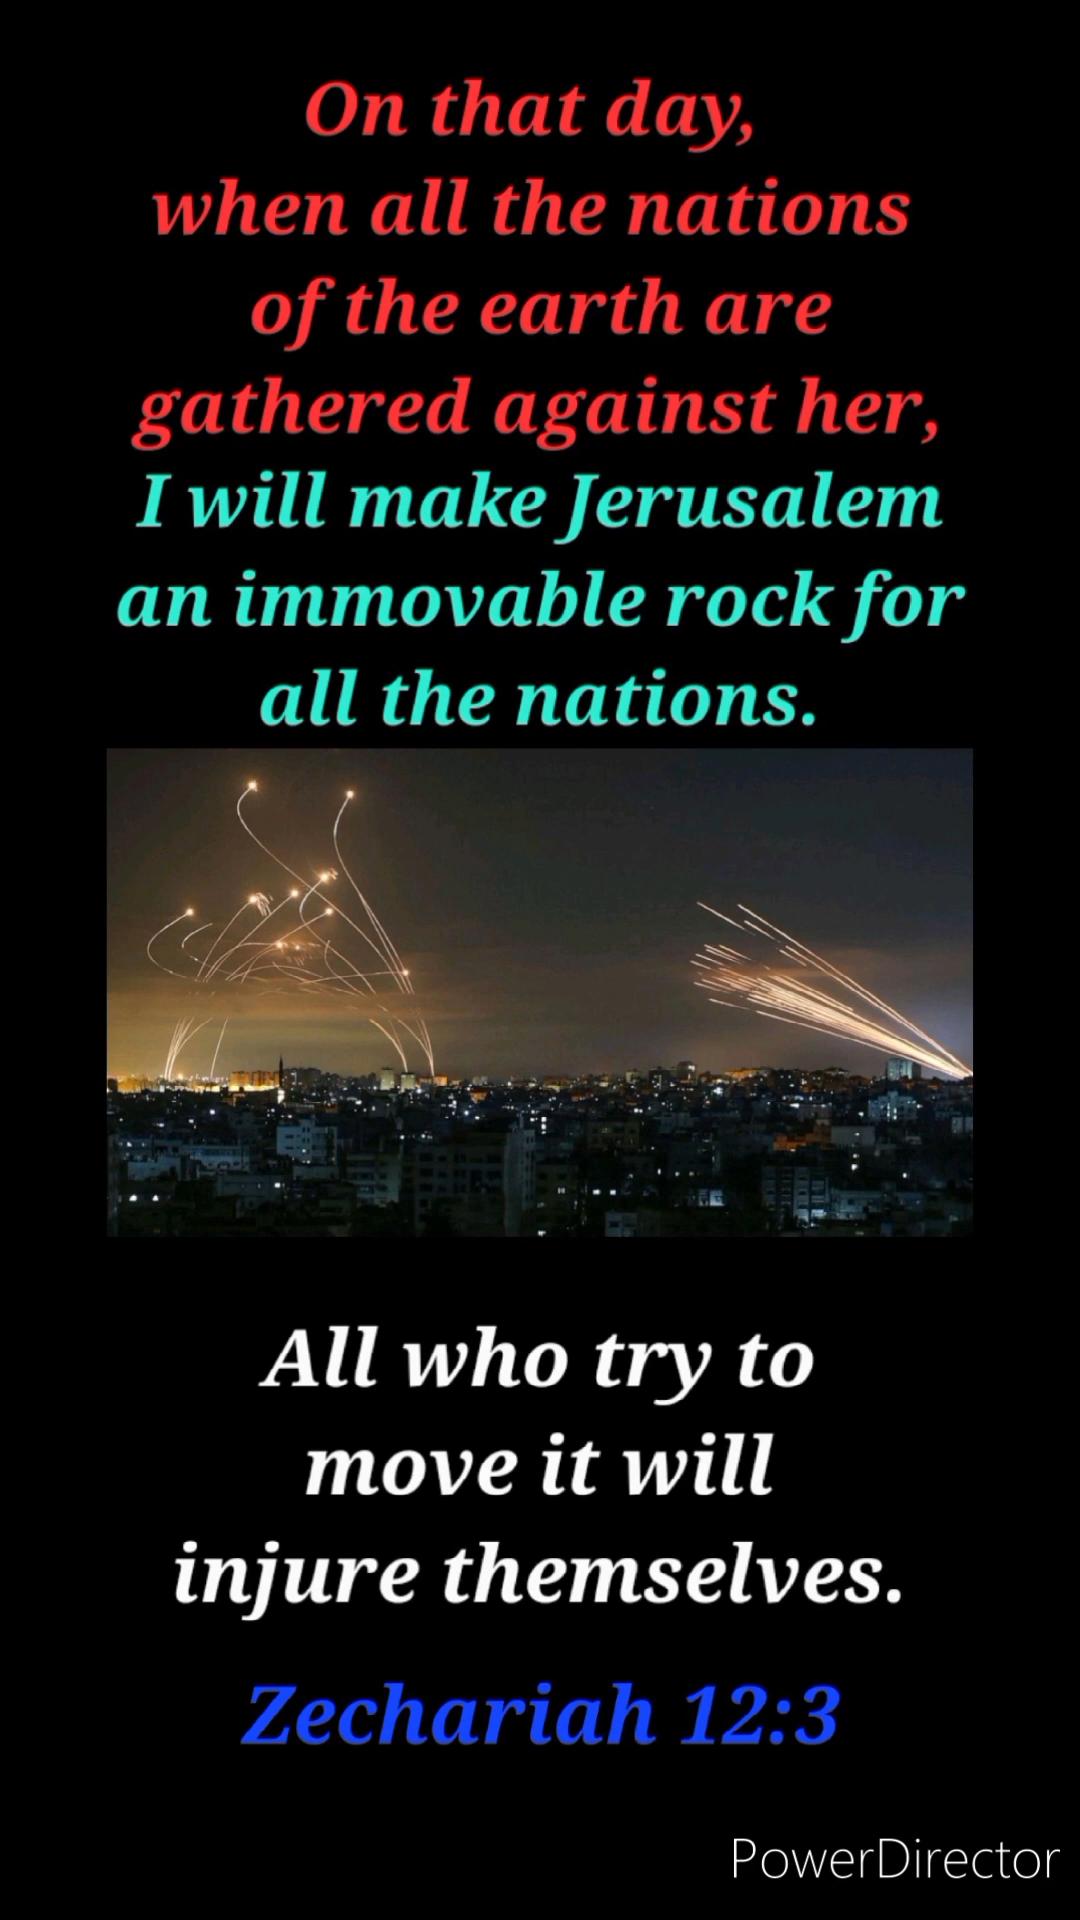 On that day,
when all the nations
of the earth are
gathered against her,
I will make Jerusalem
an immovable rock for
all the nations.
All who try to
move it will
injure themselves.
Zechariah 12:3
PowerDirector